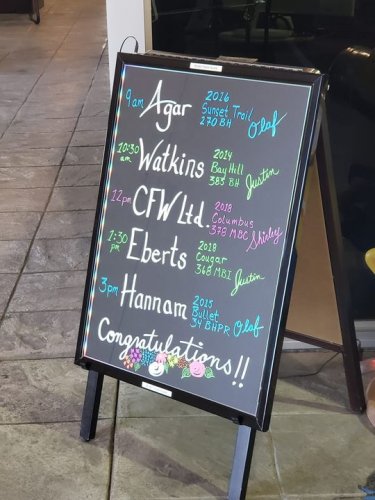 9am Agar 2016 Sunset Trail 270 BH Olaf
10:30 am Watkins 2014 Bay Hill 385 BH Justin
12pm CFW Ltd. 2018 Columbus 378 MBC Shirley
1:30 pm Eberts 2018 Cougar 368 MBI Justin
3pm Hannam 2015 Bullet 34 BHPR Olaf
Congratulations!!